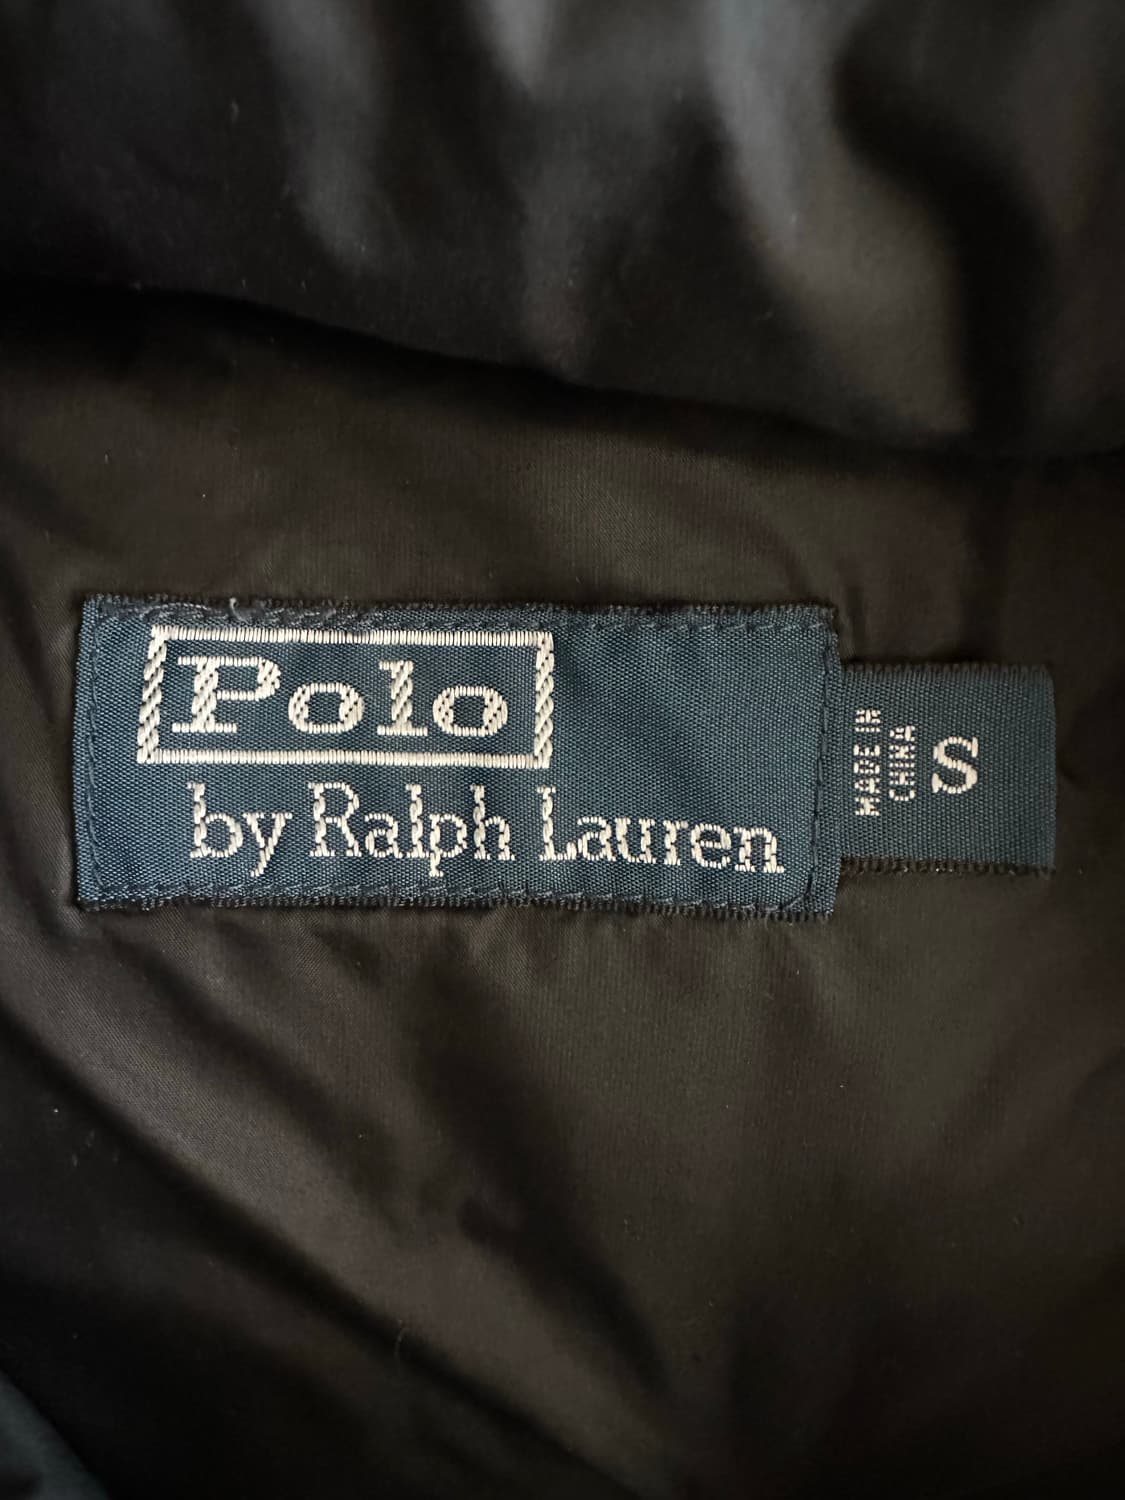 Polo
by Ralph Lauren
MADE IN
CHINA
S